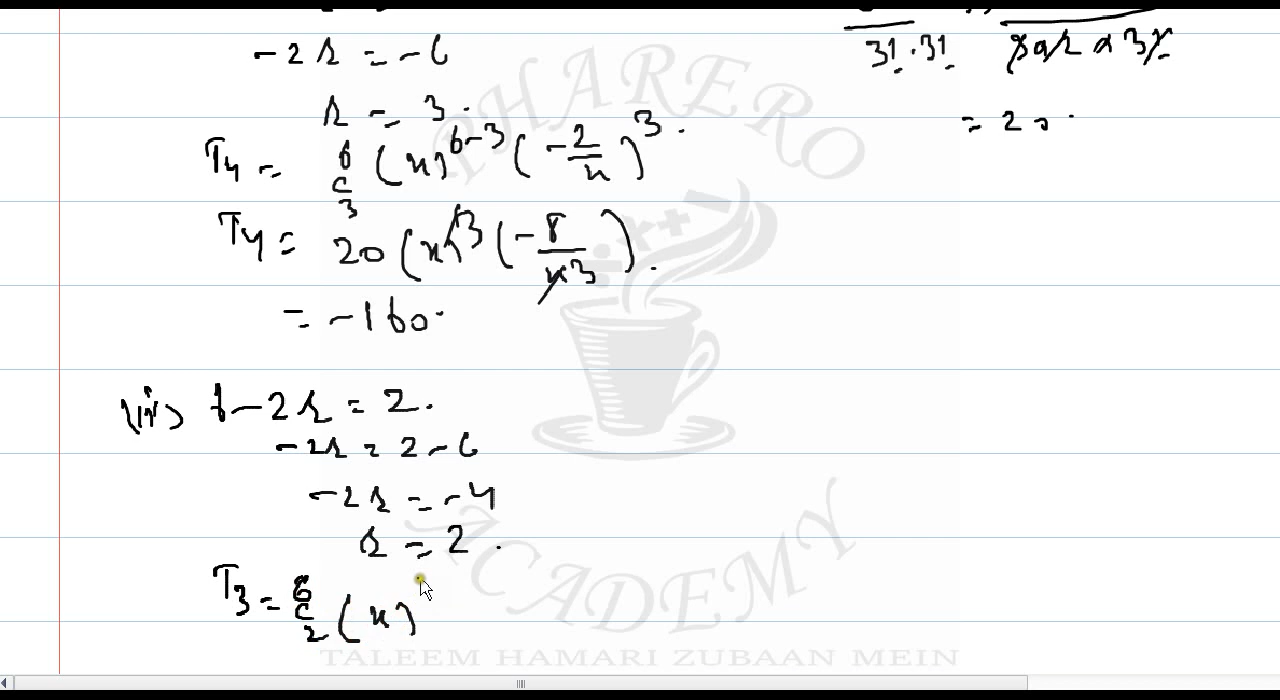 -2r = -6
r = 3.
T4 = 6C3 (x)^6-3 (-2/x)^3.
T4 = 20 (x)^3 (-8/x^3).
= -160.
(iii) 6-2r = 2.
-2r = 2-6
-2r = -4
r = 2.
T3 = 6C2 (x)
3!.3!
= 20.
PHARERO
ACADEMY
TALEEM HAMARI ZUBAAN MEIN